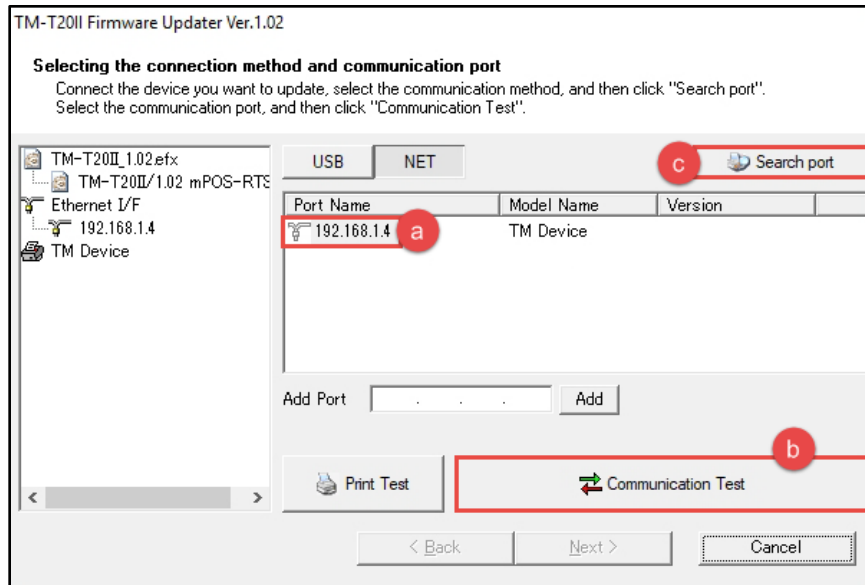 TM-T20II Firmware Updater Ver.1.02
Selecting the connection method and communication port
Connect the device you want to update, select the communication method, and then click "Search port".
Select the communication port, and then click "Communication Test".
TM-T20II_1.02.efx
TM-T20II/1.02 mPOS-RTS
Ethernet I/F
192.168.1.4
TM Device
USB NET
c Search port
Port Name Model Name Version
192.168.1.4 a TM Device
Add Port . . . Add
b
Print Test Communication Test
< Back Next > Cancel